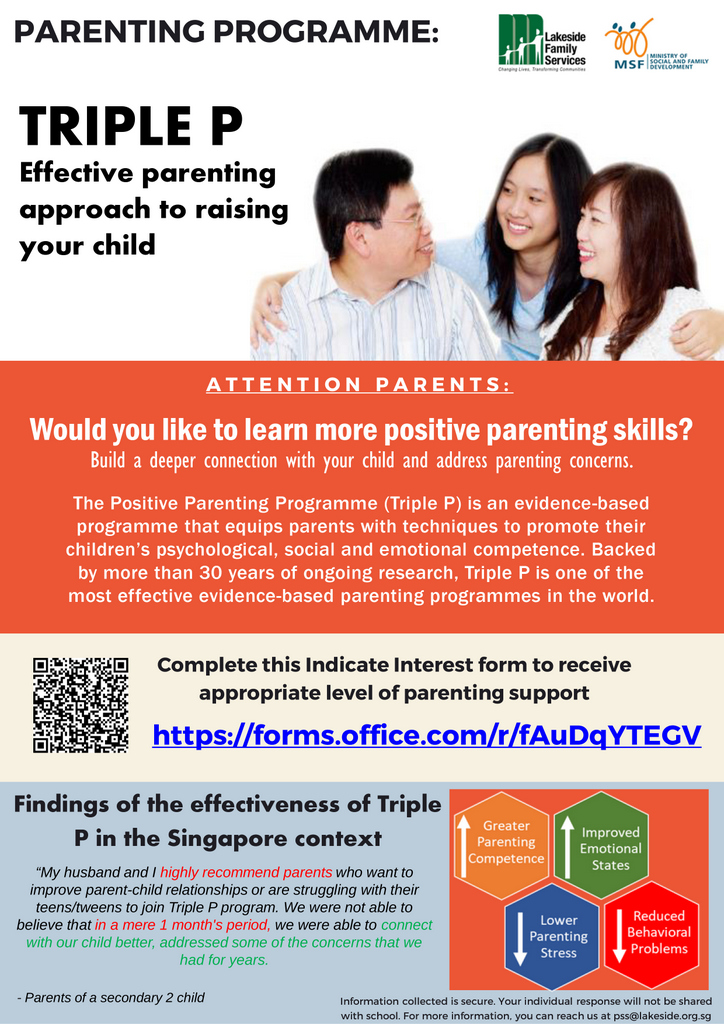 PARENTING PROGRAMME:
Lakeside
Family
Services
Changing Lives, Transforming Communities
MSF
MINISTRY OF
SOCIAL AND FAMILY
DEVELOPMENT
TRIPLE P
Effective parenting
approach to raising
your child
ATTENTION PARENTS:
Would you like to learn more positive parenting skills?
Build a deeper connection with your child and address parenting concerns.
The Positive Parenting Programme (Triple P) is an evidence-based
programme that equips parents with techniques to promote their
children’s psychological, social and emotional competence. Backed
by more than 30 years of ongoing research, Triple P is one of the
most effective evidence-based parenting programmes in the world.
Complete this Indicate Interest form to receive
appropriate level of parenting support
https://forms.office.com/r/fAuDqYTEGV
Findings of the effectiveness of Triple
P in the Singapore context
“My husband and I highly recommend parents who want to
improve parent-child relationships or are struggling with their
teens/tweens to join Triple P program. We were not able to
believe that in a mere 1 month's period, we were able to connect
with our child better, addressed some of the concerns that we
had for years.
- Parents of a secondary 2 child
Greater
Parenting
Competence
Improved
Emotional
States
Lower
Parenting
Stress
Reduced
Behavioral
Problems
Information collected is secure. Your individual response will not be shared
with school. For more information, you can reach us at pss@lakeside.org.sg